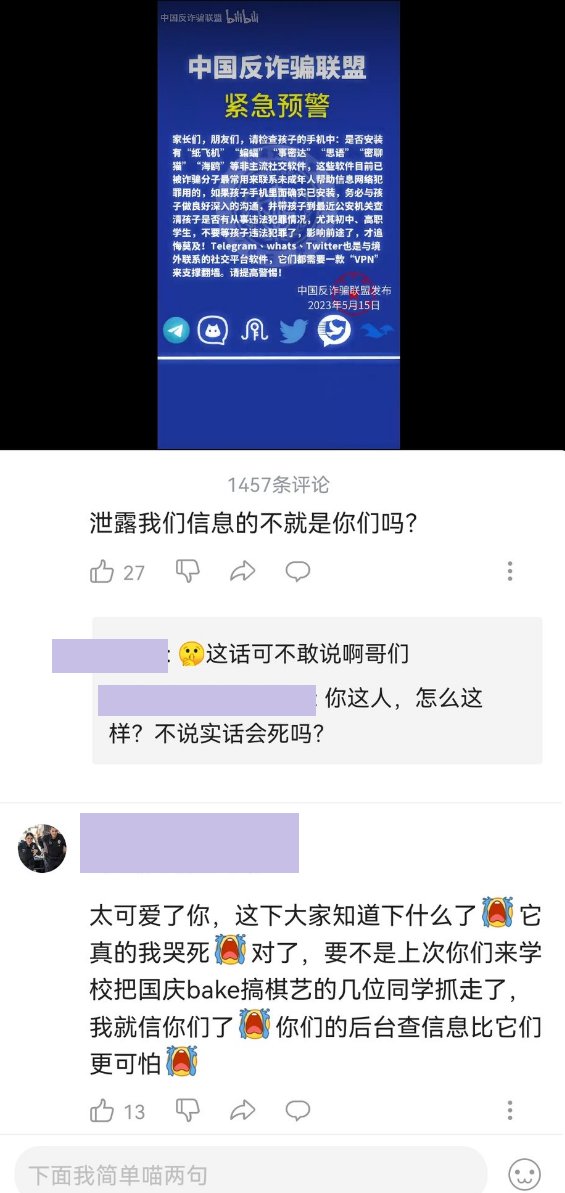 中国反诈骗联盟 bilibili
中国反诈骗联盟
紧急预警
家长们，朋友们，请检查孩子的手机中：是否安装
有“纸飞机”“蝙蝠”“事密达”“思语”“密聊
猫”“海鸥”等非主流社交软件，这些软件目前已
被诈骗分子最常用来联系未成年人帮助信息网络犯
罪用的，如果孩子手机里面确实已安装，务必与孩
子做良好深入的沟通，并带孩子到最近公安机关查
清孩子是否有从事违法犯罪情况，尤其初中、高职
学生，不要等孩子违法犯罪了，影响前途了，才追
悔莫及！Telegram、whats、Twitter也是与境
外联系的社交平台软件，它们都需要一款“VPN”
来支撑翻墙。请提高警惕！
中国反诈骗联盟发布
2023年5月15日
1457条评论
泄露我们信息的不就是你们吗？
27
: 🤫这话可不敢说啊哥们
: 你这人，怎么这
样？不说实话会死吗？
太可爱了你，这下大家知道下什么了😭它
真的我哭死😭对了，要不是上次你们来学
校把国庆bake搞棋艺的几位同学抓走了，
我就信你们了😭你们的后台查信息比它们
更可怕😭
13
下面我简单喵两句